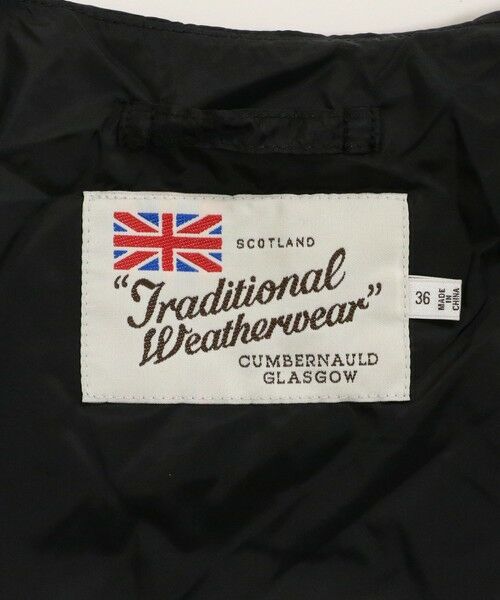 SCOTLAND
"Traditional
Weatherwear"
CUMBERNAULD
GLASGOW
36
MADE
IN
CHINA